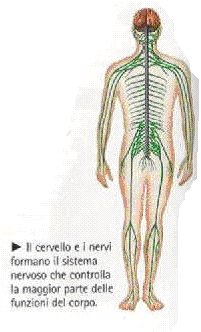 ► Il cervello e i nervi
formano il sistema
nervoso che controlla
la maggior parte delle
funzioni del corpo.